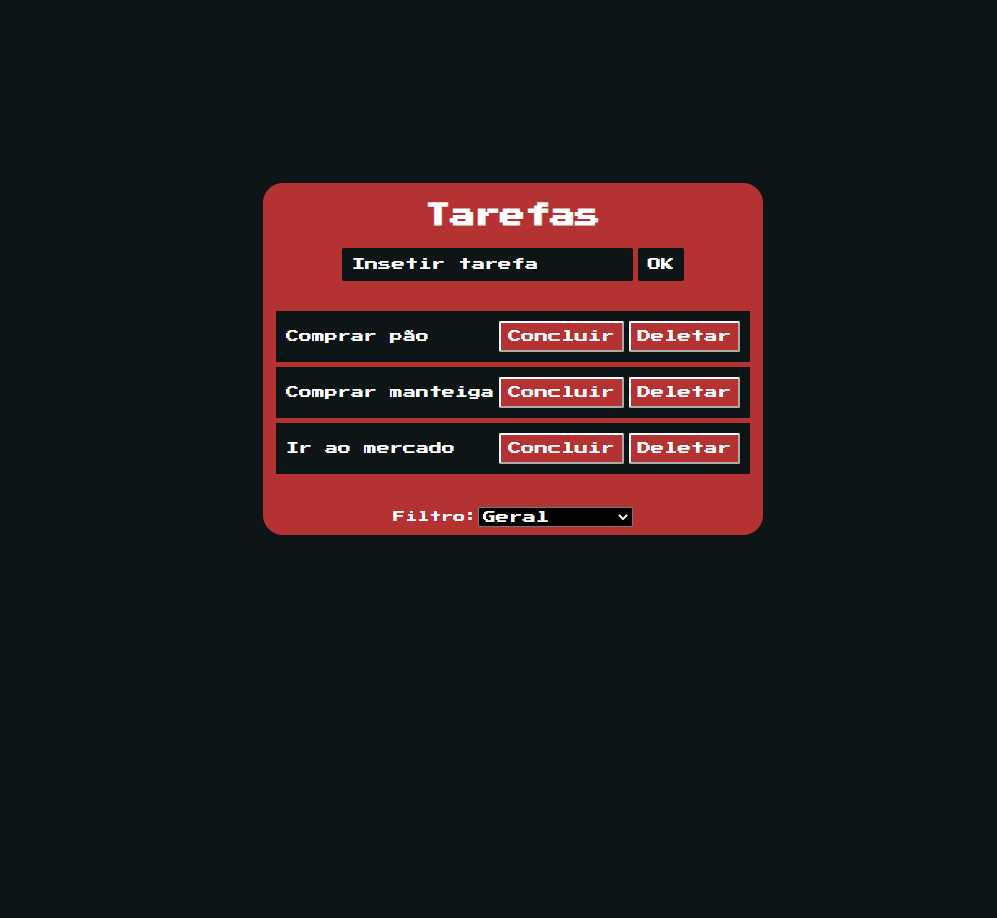 Tarefas
Insetir tarefa OK
Comprar pão Concluir Deletar
Comprar manteiga Concluir Deletar
Ir ao mercado Concluir Deletar
Filtro: Geral